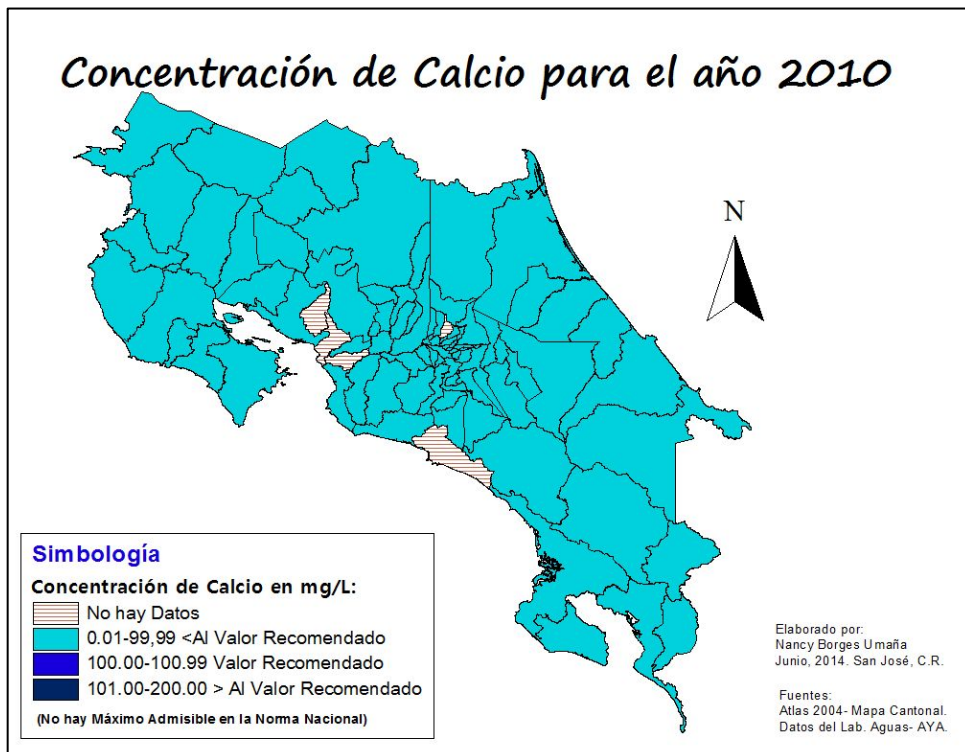 Concentración de Calcio para el año 2010
N
Simbología
Concentración de Calcio en mg/L:
No hay Datos
0.01-99,99 <Al Valor Recomendado
100.00-100.99 Valor Recomendado
101.00-200.00 > Al Valor Recomendado
(No hay Máximo Admisible en la Norma Nacional)
Elaborado por:
Nancy Borges Umaña
Junio, 2014. San José, C.R.
Fuentes:
Atlas 2004- Mapa Cantonal.
Datos del Lab. Aguas- AYA.